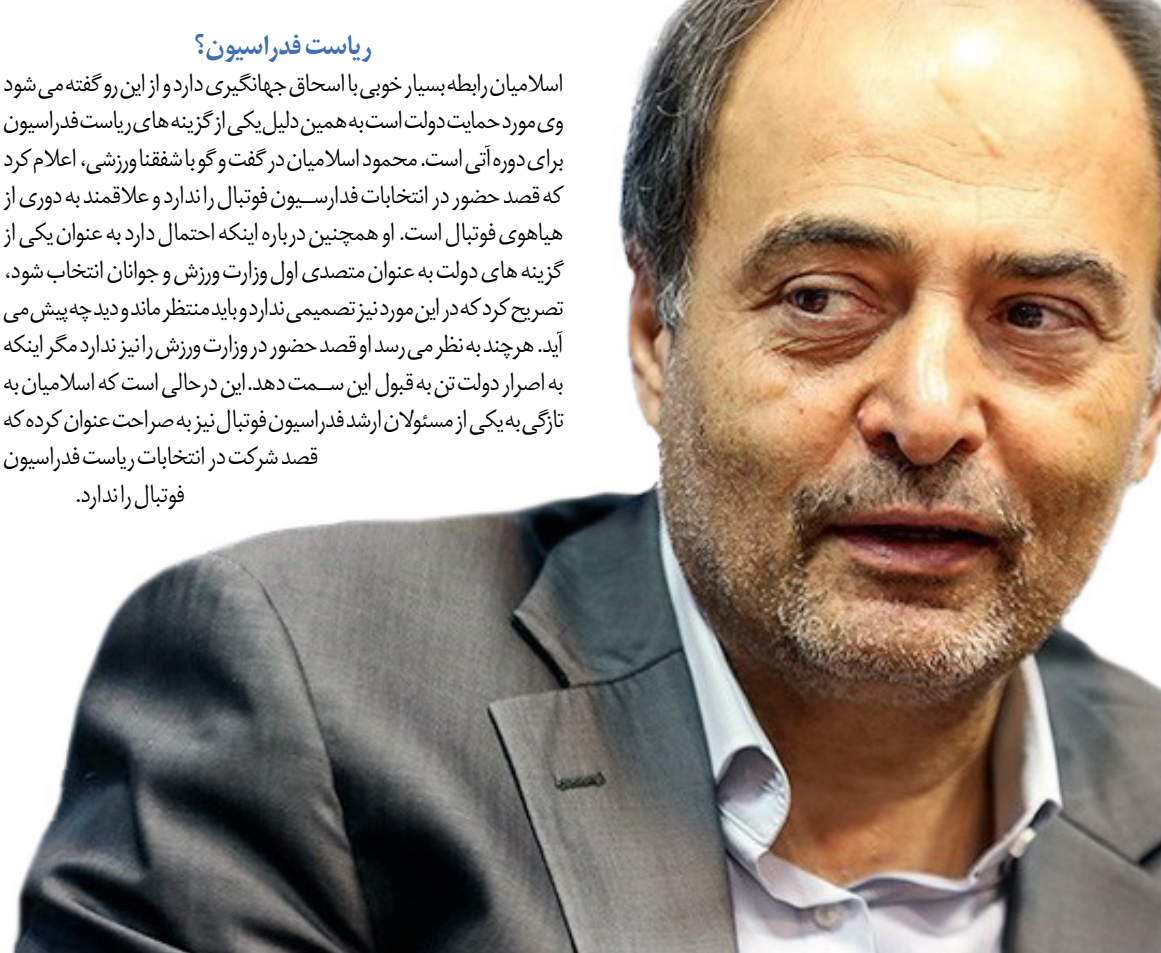 ریاست فدراسیون؟
اسلامیان رابطه بسیار خوبی با اسحاق جهانگیری دارد و از این رو گفته می شود
وی مورد حمایت دولت است به همین دلیل یکی از گزینه های ریاست فدراسیون
برای دوره آتی است. محمود اسلامیان در گفت و گو با شفقنا ورزشی، اعلام کرد
که قصد حضور در انتخابات فدارسیون فوتبال را ندارد و علاقمند به دوری از
هیاهوی فوتبال است. او همچنین درباره اینکه احتمال دارد به عنوان یکی از
گزینه های دولت به عنوان متصدی اول وزارت ورزش و جوانان انتخاب شود،
تصریح کرد که در این مورد نیز تصمیمی ندارد و باید منتظر ماند و دید چه پیش می
آید. هرچند به نظر می رسد او قصد حضور در وزارت ورزش را نیز ندارد مگر اینکه
به اصرار دولت تن به قبول این سمت دهد. این درحالی است که اسلامیان به
تازگی به یکی از مسئولان ارشد فدراسیون فوتبال نیز به صراحت عنوان کرده که
قصد شرکت در انتخابات ریاست فدراسیون
فوتبال را ندارد.